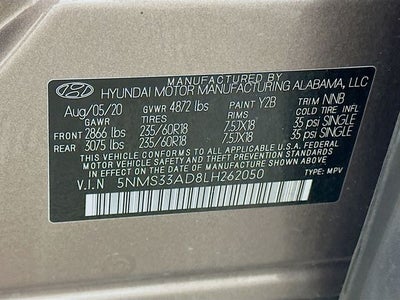 MANUFACTURED BY
HYUNDAI MOTOR MANUFACTURING ALABAMA, LLC
Aug/05/20 GVWR 4872 lbs PAINT Y2B TRIM NNB
GAWR TIRES RIMS COLD TIRE INF
FRONT 2866 lbs 235/60R18 7.5JX18 35 psi SINGLE
REAR 3075 lbs 235/60R18 7.5JX18 35 psi SINGLE
THIS VEHICLE CONFORMS TO ALL APPLICABLE U.S.A. FEDERAL
MOTOR VEHICLE SAFETY AND THEFT PREVENTION STANDARDS IN
EFFECT ON THE DATE OF MANUFACTURE SHOWN ABOVE.
V.I.N 5NMS33AD8LH262050 TYPE: MPV